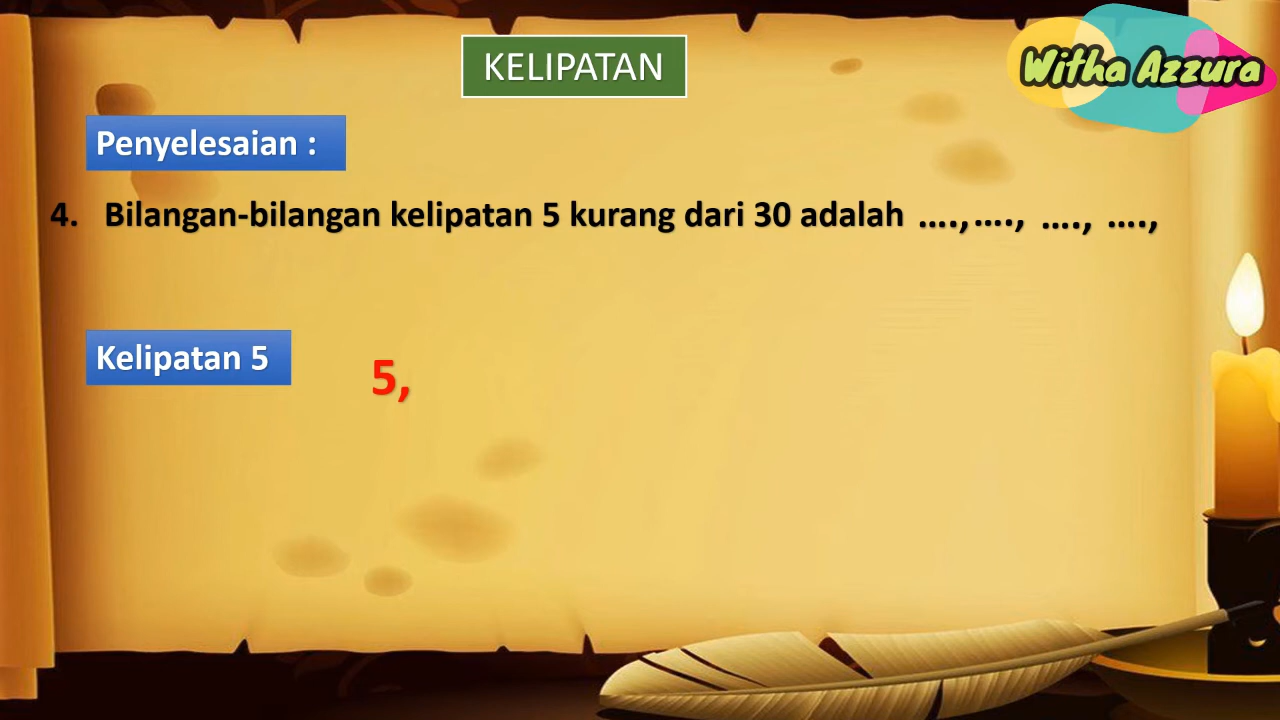 KELIPATAN
Witha Azzura
Penyelesaian :
4. Bilangan-bilangan kelipatan 5 kurang dari 30 adalah ...., ...., ...., ....,
Kelipatan 5
5,